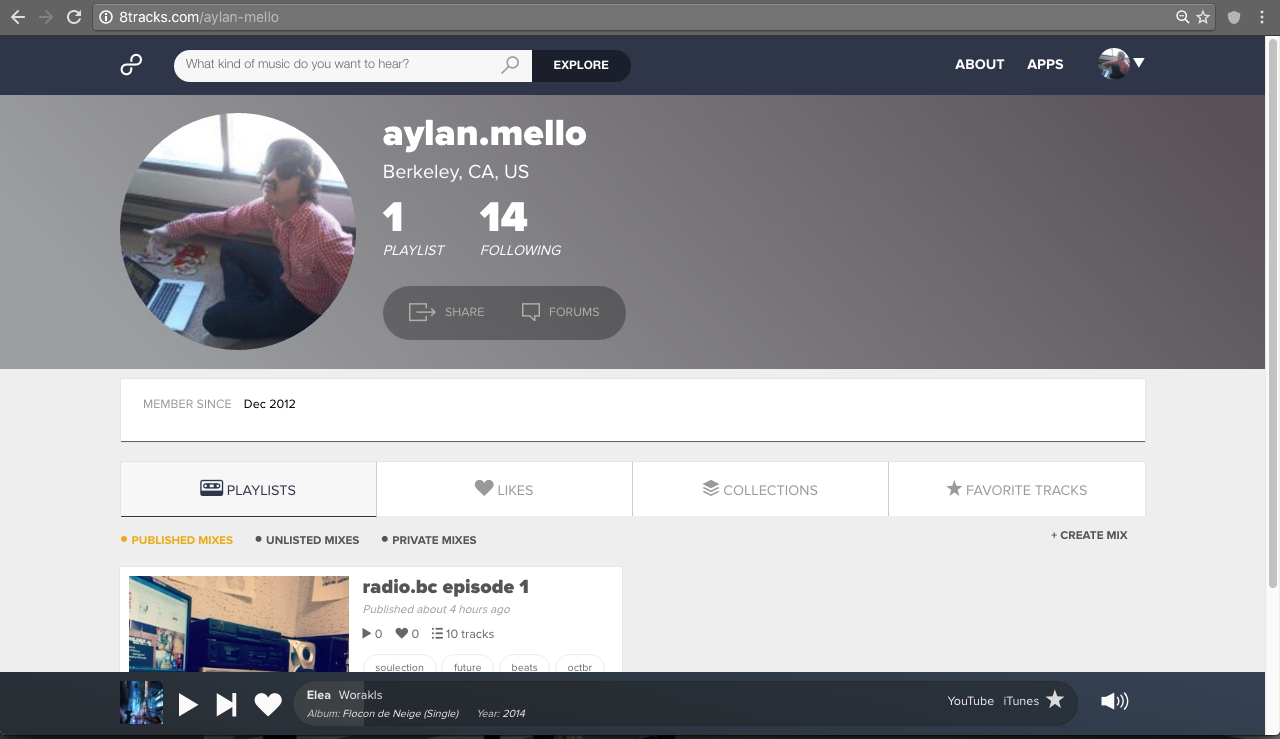 8tracks.com/aylan-mello
What kind of music do you want to hear?
EXPLORE
ABOUT
APPS
aylan.mello
Berkeley, CA, US
1
14
PLAYLIST
FOLLOWING
SHARE
FORUMS
MEMBER SINCE Dec 2012
PLAYLISTS
LIKES
COLLECTIONS
FAVORITE TRACKS
PUBLISHED MIXES
UNLISTED MIXES
PRIVATE MIXES
+ CREATE MIX
radio.bc episode 1
Published about 4 hours ago
0
0
10 tracks
soulection
future
beats
octbr
Elea Worakls
YouTube
iTunes
Album: Flocon de Neige (Single) Year: 2014